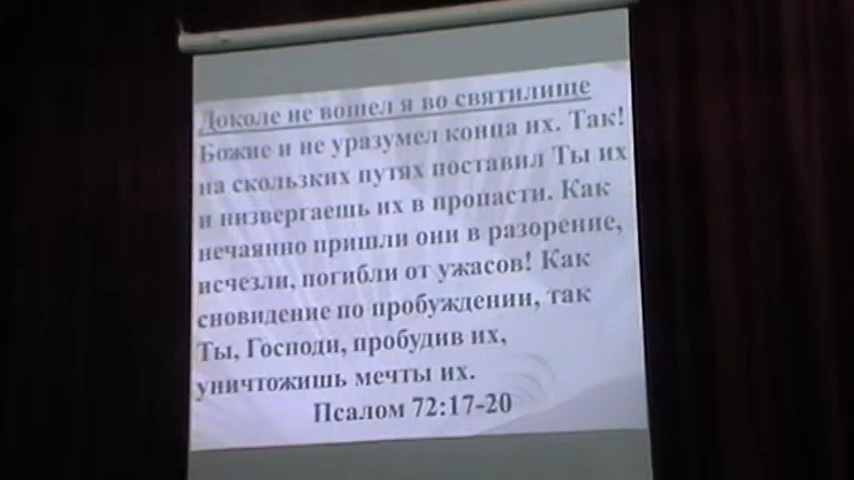 Доколе не вошел я во святилище
Божие и не уразумел конца их. Так!
на скользких путях поставил Ты их
и низвергаешь их в пропасти. Как
нечаянно пришли они в разорение,
исчезли, погибли от ужасов! Как
сновидение по пробуждении, так
Ты, Господи, пробудив их,
уничтожишь мечты их.
Псалом 72:17-20